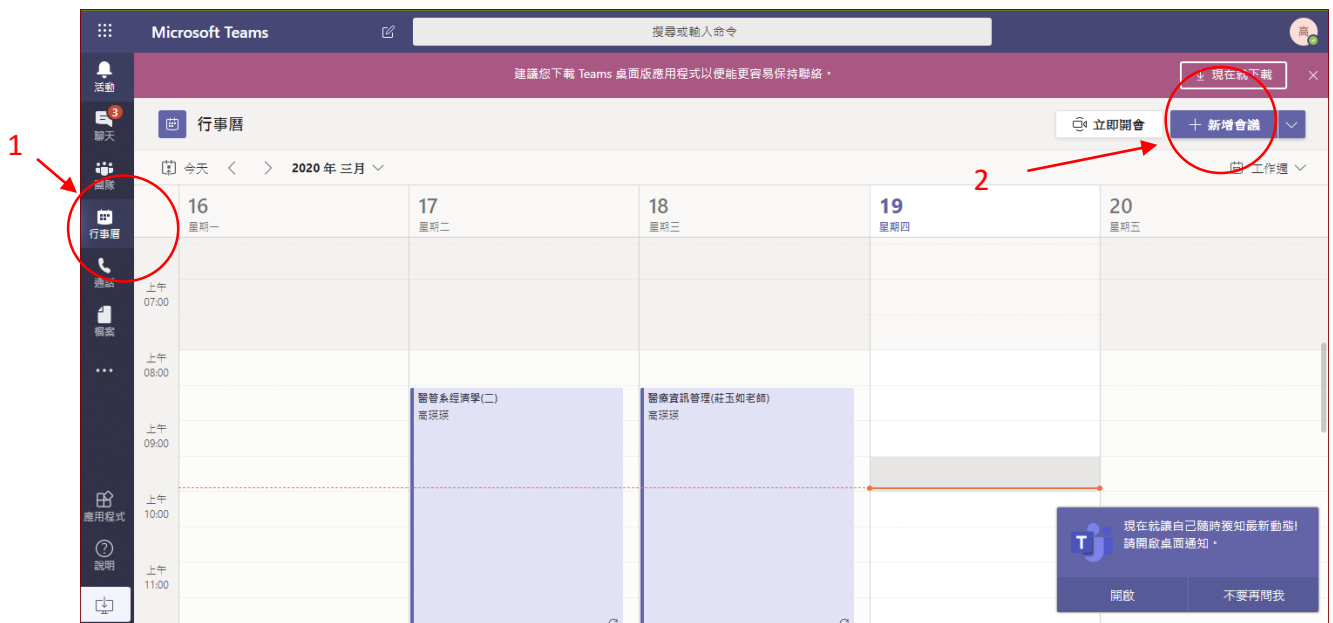 Microsoft Teams
搜尋或輸入命令
高
建議您下載 Teams 桌面版應用程式以便能更容易保持聯絡。
現在就下載
活動
3
聊天
團隊
行事曆
通話
檔案
應用程式
說明
1
行事曆
立即開會
新增會議
2
今天
2020 年 三月
工作週
16
星期一
17
星期二
18
星期三
19
星期四
20
星期五
上午
07:00
上午
08:00
上午
09:00
上午
10:00
上午
11:00
醫管系經濟學(二)
高瑛瑛
醫療資訊管理(莊玉如老師)
高瑛瑛
現在就讓自己隨時獲知最新動態!
請開啟桌面通知。
開啟
不要再問我